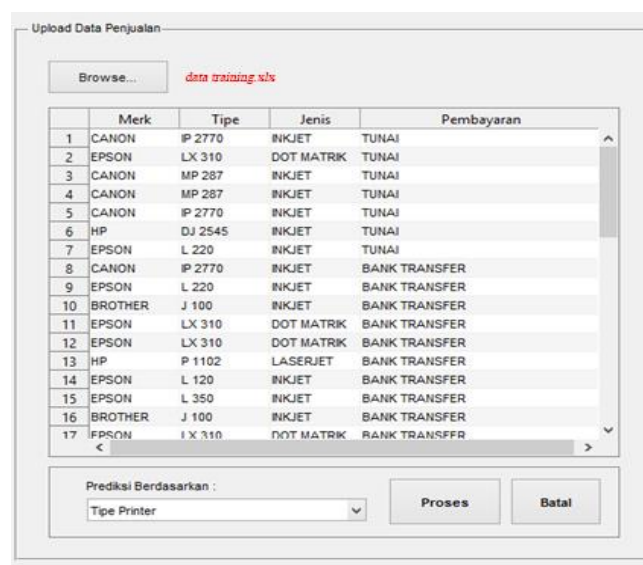 Upload Data Penjualan
Browse... data training.xlsx
Merk Tipe Jenis Pembayaran
1 CANON IP 2770 INKJET TUNAI
2 EPSON LX 310 DOT MATRIK TUNAI
3 CANON MP 287 INKJET TUNAI
4 CANON MP 287 INKJET TUNAI
5 CANON IP 2770 INKJET TUNAI
6 HP DJ 2545 INKJET TUNAI
7 EPSON L 220 INKJET TUNAI
8 CANON IP 2770 INKJET BANK TRANSFER
9 EPSON L 220 INKJET BANK TRANSFER
10 BROTHER J 100 INKJET BANK TRANSFER
11 EPSON LX 310 DOT MATRIK BANK TRANSFER
12 EPSON LX 310 DOT MATRIK BANK TRANSFER
13 HP P 1102 LASERJET BANK TRANSFER
14 EPSON L 120 INKJET BANK TRANSFER
15 EPSON L 350 INKJET BANK TRANSFER
16 BROTHER J 100 INKJET BANK TRANSFER
17 EPSON LX 310 DOT MATRIK BANK TRANSFER
Prediksi Berdasarkan :
Tipe Printer Proses Batal